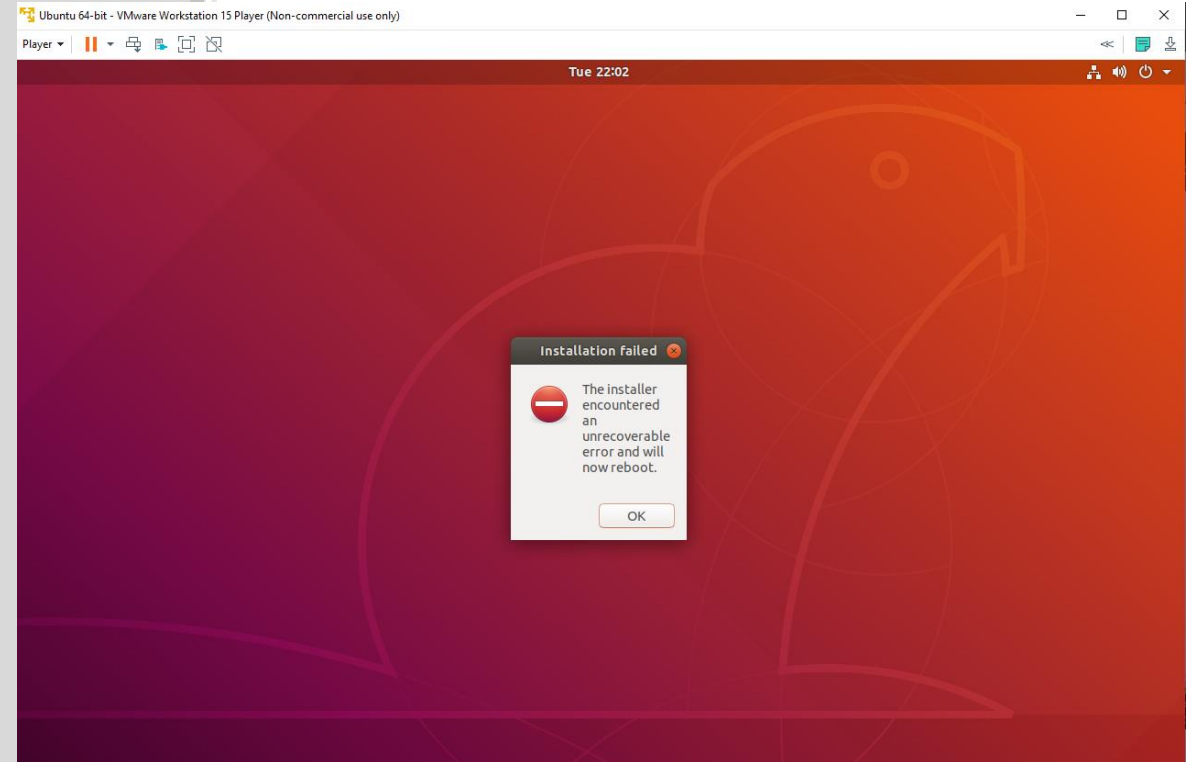 Ubuntu 64-bit - VMware Workstation 15 Player (Non-commercial use only)
Player
Tue 22:02
Installation failed
The installer
encountered
an
unrecoverable
error and will
now reboot.
OK